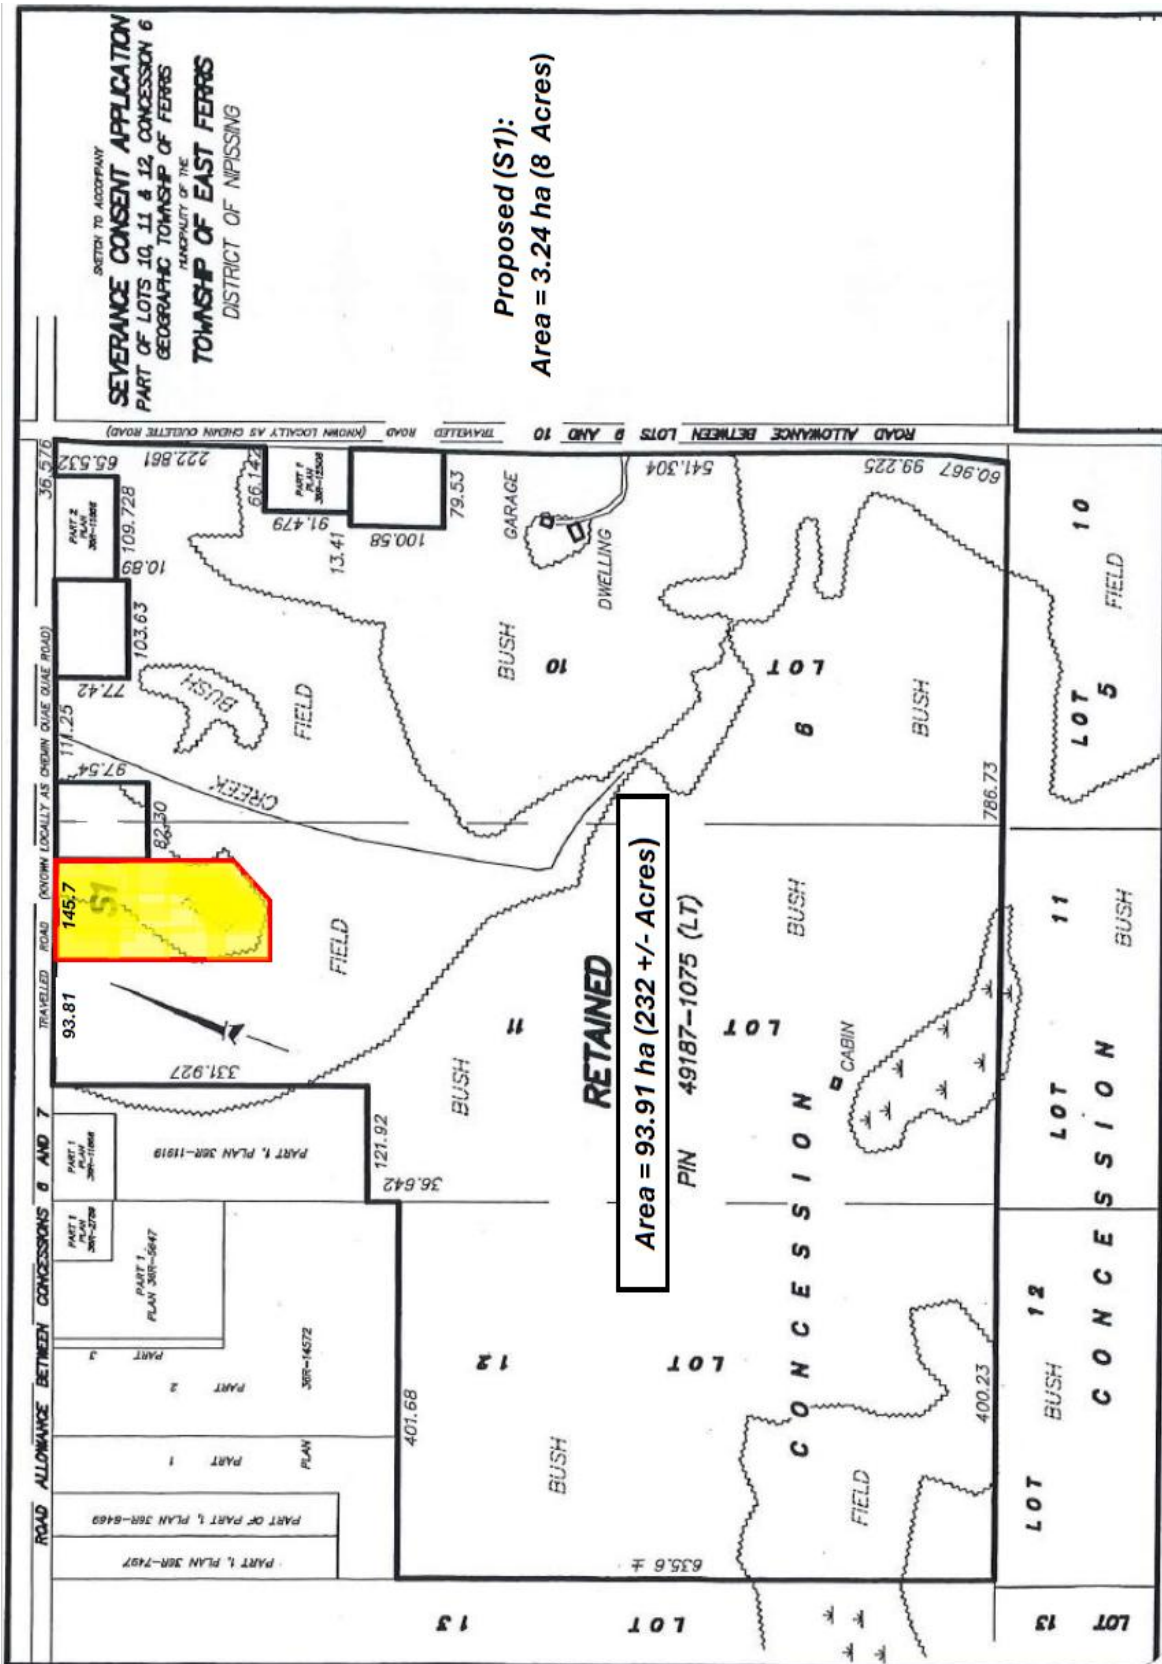 SKETCH TO ACCOMPANY
SEVERANCE CONSENT APPLICATION
PART OF LOTS 10, 11 & 12, CONCESSION 6
GEOGRAPHIC TOWNSHIP OF FERRIS
MUNICIPALITY OF THE
TOWNSHIP OF EAST FERRIS
DISTRICT OF NIPISSING
Proposed (S1):
Area = 3.24 ha (8 Acres)
ROAD ALLOWANCE BETWEEN LOTS 9 AND 10
TRAVELLED ROAD (KNOWN LOCALLY AS CHEMIN OUELETTE ROAD)
ROAD ALLOWANCE BETWEEN CONCESSIONS 6 AND 7
TRAVELLED ROAD (KNOWN LOCALLY AS CHEMIN QUAE QUAE ROAD)
36.576
65.532
222.861
66.142
PART 1
PLAN
36R-12508
91.479
13.41
100.58
79.53
541.304
99.225
60.967
PART 2
PLAN
109.728
10.89
103.63
77.42
111.25
97.54
82.30
145.7
S1
93.81
331.927
121.92
36.642
401.68
635.6 ±
400.23
786.73
GARAGE
DWELLING
BUSH
FIELD
CREEK
BUSH
10
LOT
6
BUSH
FIELD
11
BUSH
LOT
BUSH
CABIN
RETAINED
Area = 93.91 ha (232 +/- Acres)
PIN 49187-1075 (LT)
CONCESSION
12
LOT
BUSH
FIELD
PART 1
PLAN
36R-11868
PART 1, PLAN 36R-11919
PART 1
PLAN
36R-2789
PART 1
PLAN 36R-5647
PART 3
PART 2
36R-14572
PART 1
PLAN
PART OF PART 1, PLAN 36R-8469
PART 1, PLAN 36R-7497
LOT 13
10
FIELD
LOT 5
11
LOT
BUSH
12
LOT
BUSH
CONCESSION
LOT 13